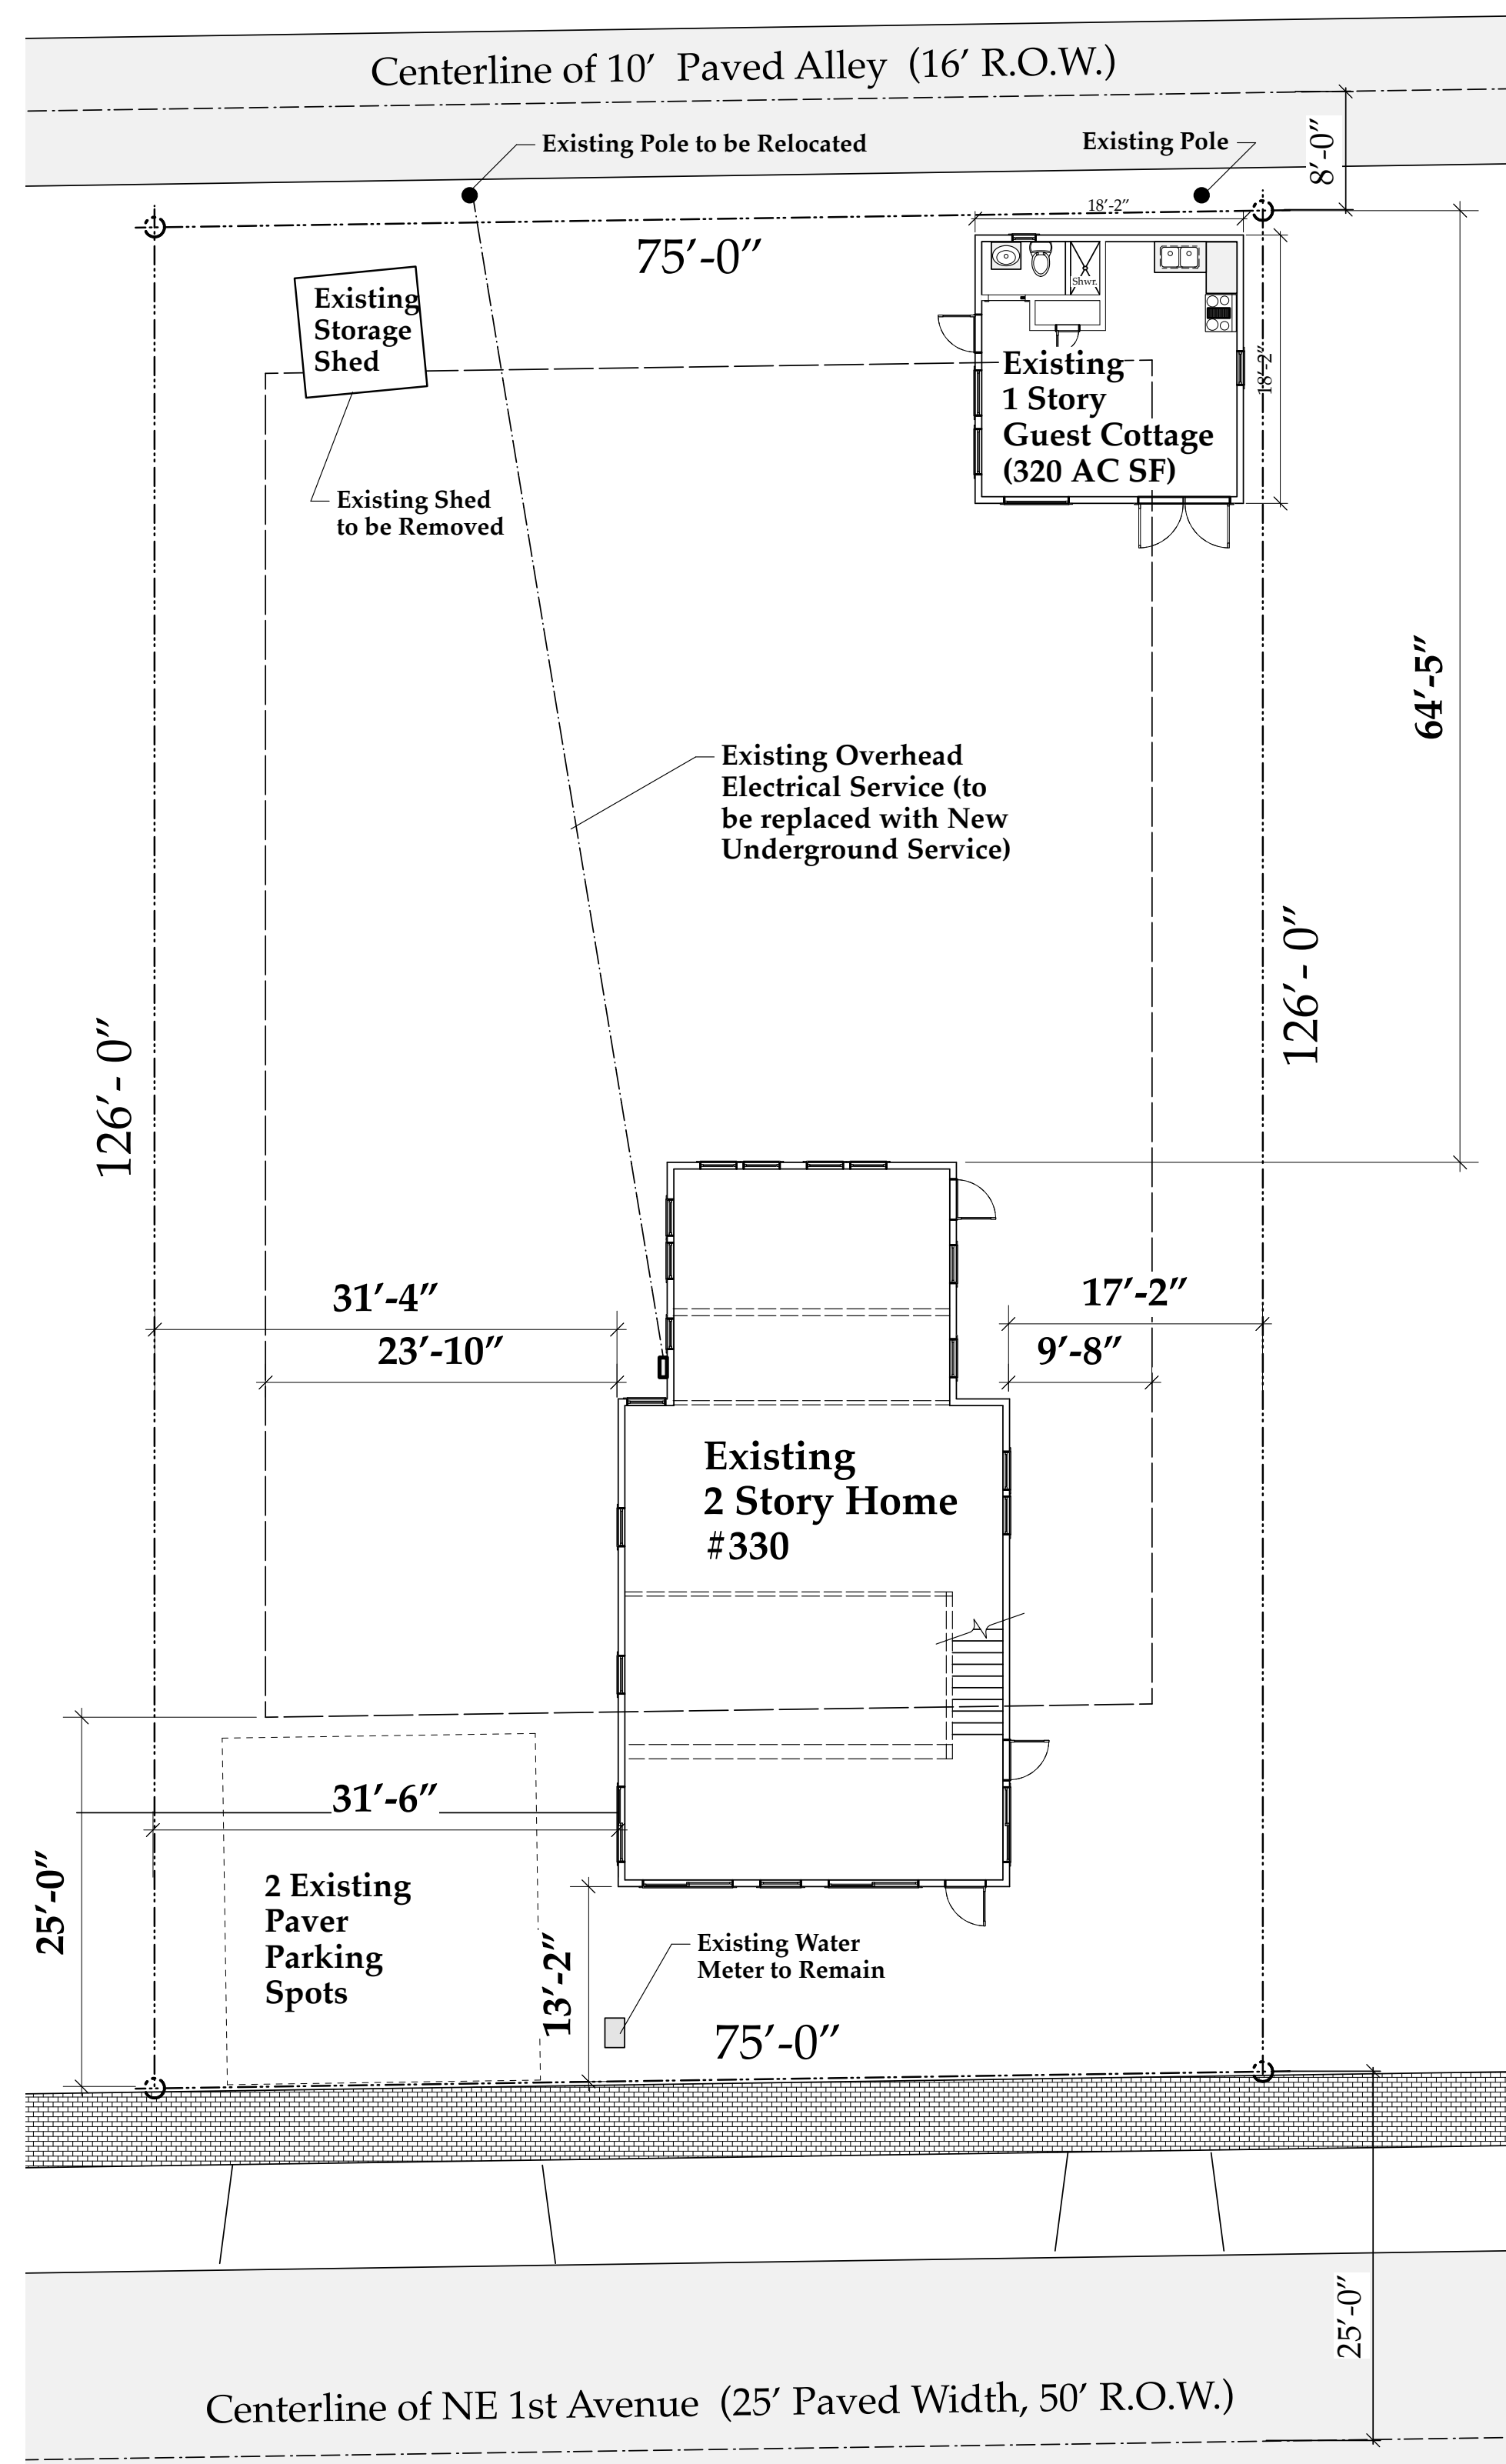 Centerline of 10′ Paved Alley (16′ R.O.W.)
Existing Pole to be Relocated
Existing Pole
8′-0″
18′-2″
75′-0″
Shwr.
Existing
Storage
Shed
Existing
1 Story
Guest Cottage
(320 AC SF)
18′-2″
Existing Shed
to be Removed
64′-5″
Existing Overhead
Electrical Service (to
be replaced with New
Underground Service)
126′- 0″
126′- 0″
31′-4″
17′-2″
23′-10″
9′-8″
Existing
2 Story Home
#330
31′-6″
25′-0″
2 Existing
Paver
Parking
Spots
13′-2″
Existing Water
Meter to Remain
75′-0″
25′-0″
Centerline of NE 1st Avenue (25′ Paved Width, 50′ R.O.W.)